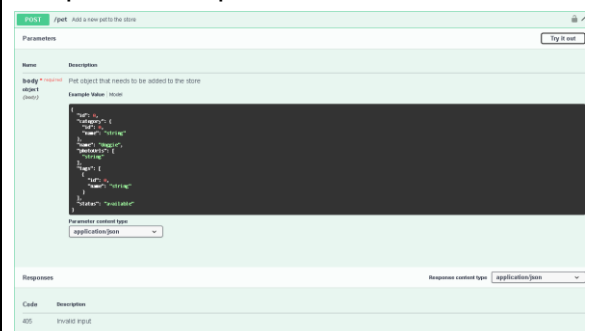 POST /pet Add a new pet to the store
Parameters Try it out
Name Description
body * required Pet object that needs to be added to the store
object
(body) Example Value | Model
{
"id": 0,
"category": {
"id": 0,
"name": "string"
},
"name": "doggie",
"photoUrls": [
"string"
],
"tags": [
{
"id": 0,
"name": "string"
}
],
"status": "available"
}
Parameter content type
application/json
Responses Response content type application/json
Code Description
405 Invalid input